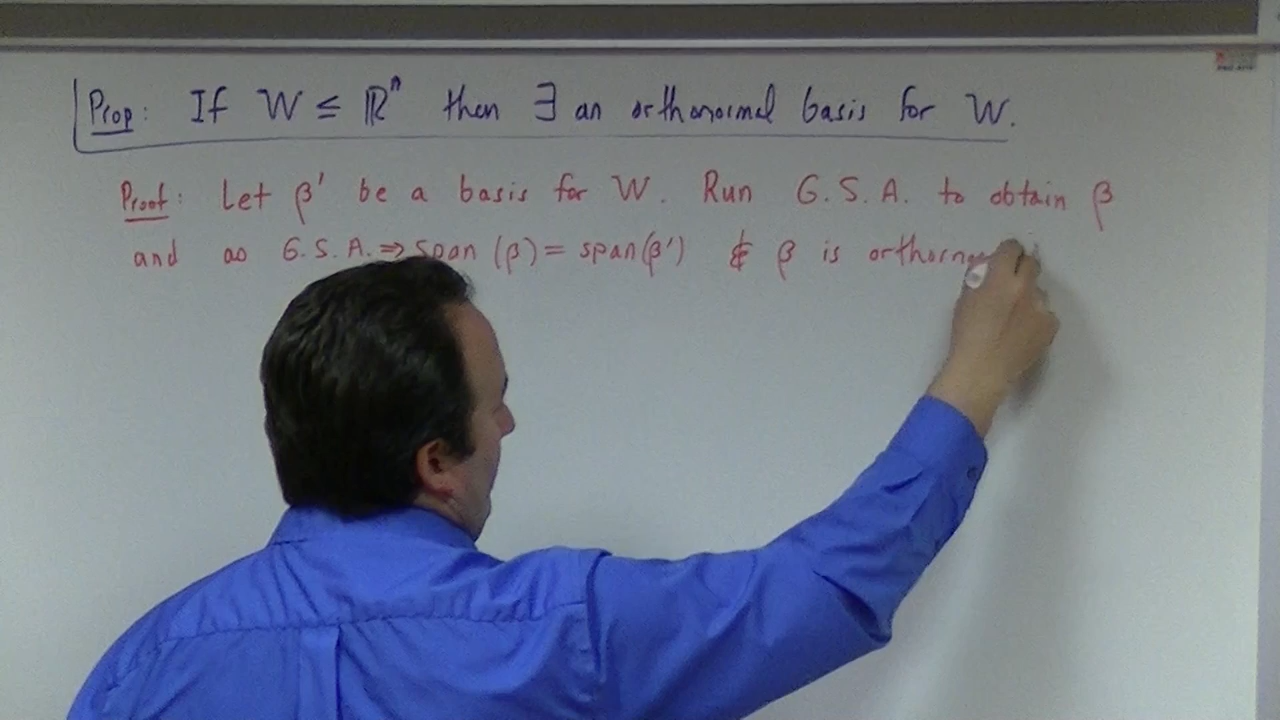 Prop: If W ≤ ℝⁿ then ∃ an orthonormal basis for W.
Proof: Let β' be a basis for W. Run G.S.A. to obtain β
and as G.S.A. ⇒ span (β) = span(β') & β is